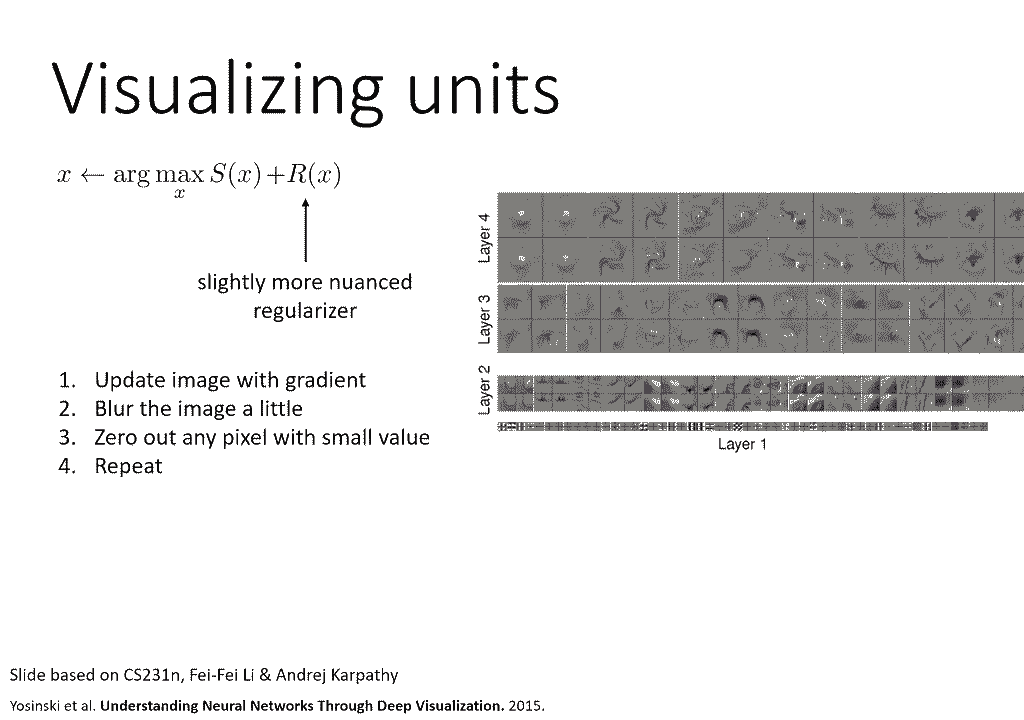 Visualizing units
x ← arg max S(x) + R(x)
x
slightly more nuanced
regularizer
Layer 4
Layer 3
Layer 2
Layer 1
1. Update image with gradient
2. Blur the image a little
3. Zero out any pixel with small value
4. Repeat
Slide based on CS231n, Fei-Fei Li & Andrej Karpathy
Yosinski et al. Understanding Neural Networks Through Deep Visualization. 2015.